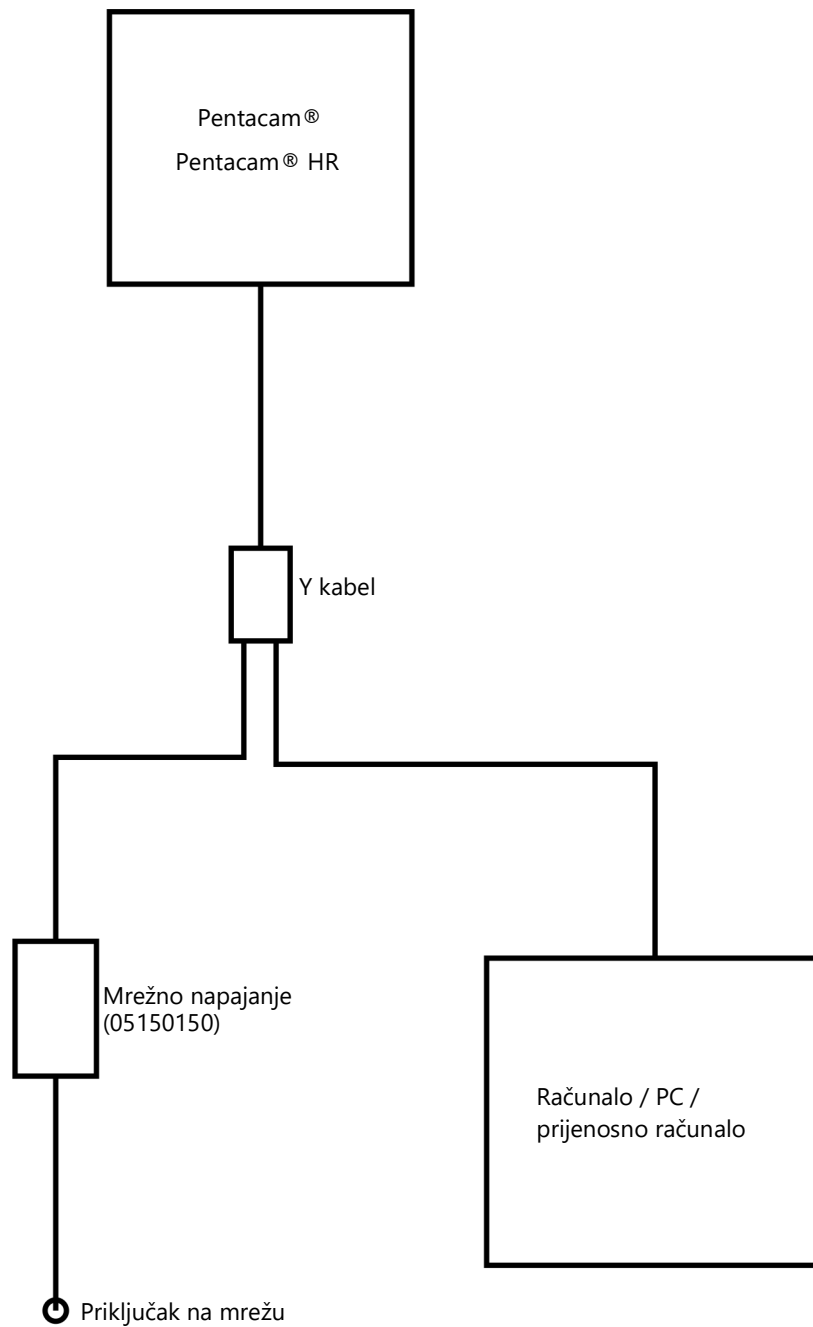 Pentacam®
Pentacam® HR
Y kabel
Mrežno napajanje
(05150150)
Računalo / PC /
prijenosno računalo
Priključak na mrežu